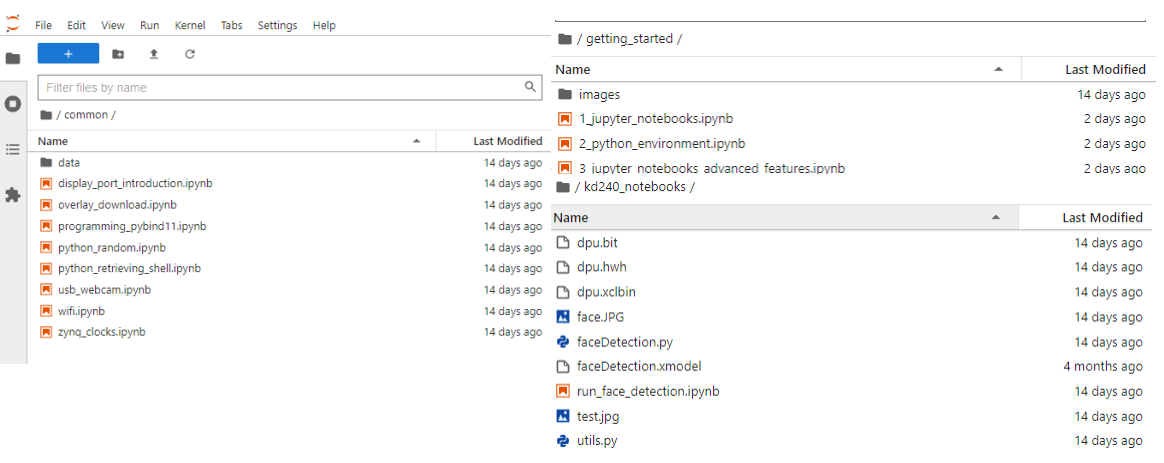 File Edit View Run Kernel Tabs Settings Help
+
Filter files by name
/ common /
Name Last Modified
data 14 days ago
display_port_introduction.ipynb 14 days ago
overlay_download.ipynb 14 days ago
programming_pybind11.ipynb 14 days ago
python_random.ipynb 14 days ago
python_retrieving_shell.ipynb 14 days ago
usb_webcam.ipynb 14 days ago
wifi.ipynb 14 days ago
zynq_clocks.ipynb 14 days ago
/ getting_started /
Name Last Modified
images 14 days ago
1_jupyter_notebooks.ipynb 2 days ago
2_python_environment.ipynb 2 days ago
3_jupyter_notebooks_advanced_features.ipynb 2 days ago
/ kd240_notebooks /
Name Last Modified
dpu.bit 14 days ago
dpu.hwh 14 days ago
dpu.xclbin 14 days ago
face.JPG 14 days ago
faceDetection.py 14 days ago
faceDetection.xmodel 4 months ago
run_face_detection.ipynb 14 days ago
test.jpg 14 days ago
utils.py 14 days ago